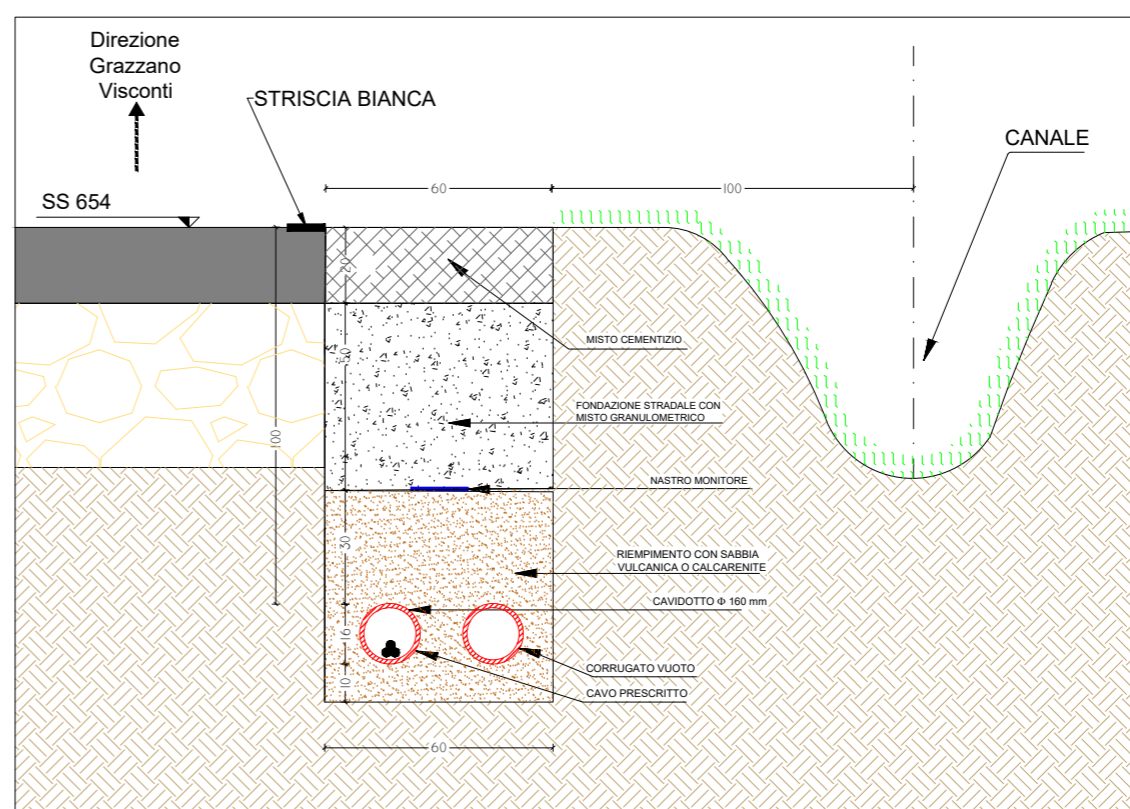 Direzione
Grazzano
Visconti
STRISCIA BIANCA
CANALE
SS 654
60
100
20
50
100
MISTO CEMENTIZIO
FONDAZIONE STRADALE CON
MISTO GRANULOMETRICO
NASTRO MONITORE
30
RIEMPIMENTO CON SABBIA
VULCANICA O CALCARENITE
CAVIDOTTO Φ 160 mm
16
CORRUGATO VUOTO
10
CAVO PRESCRITTO
60